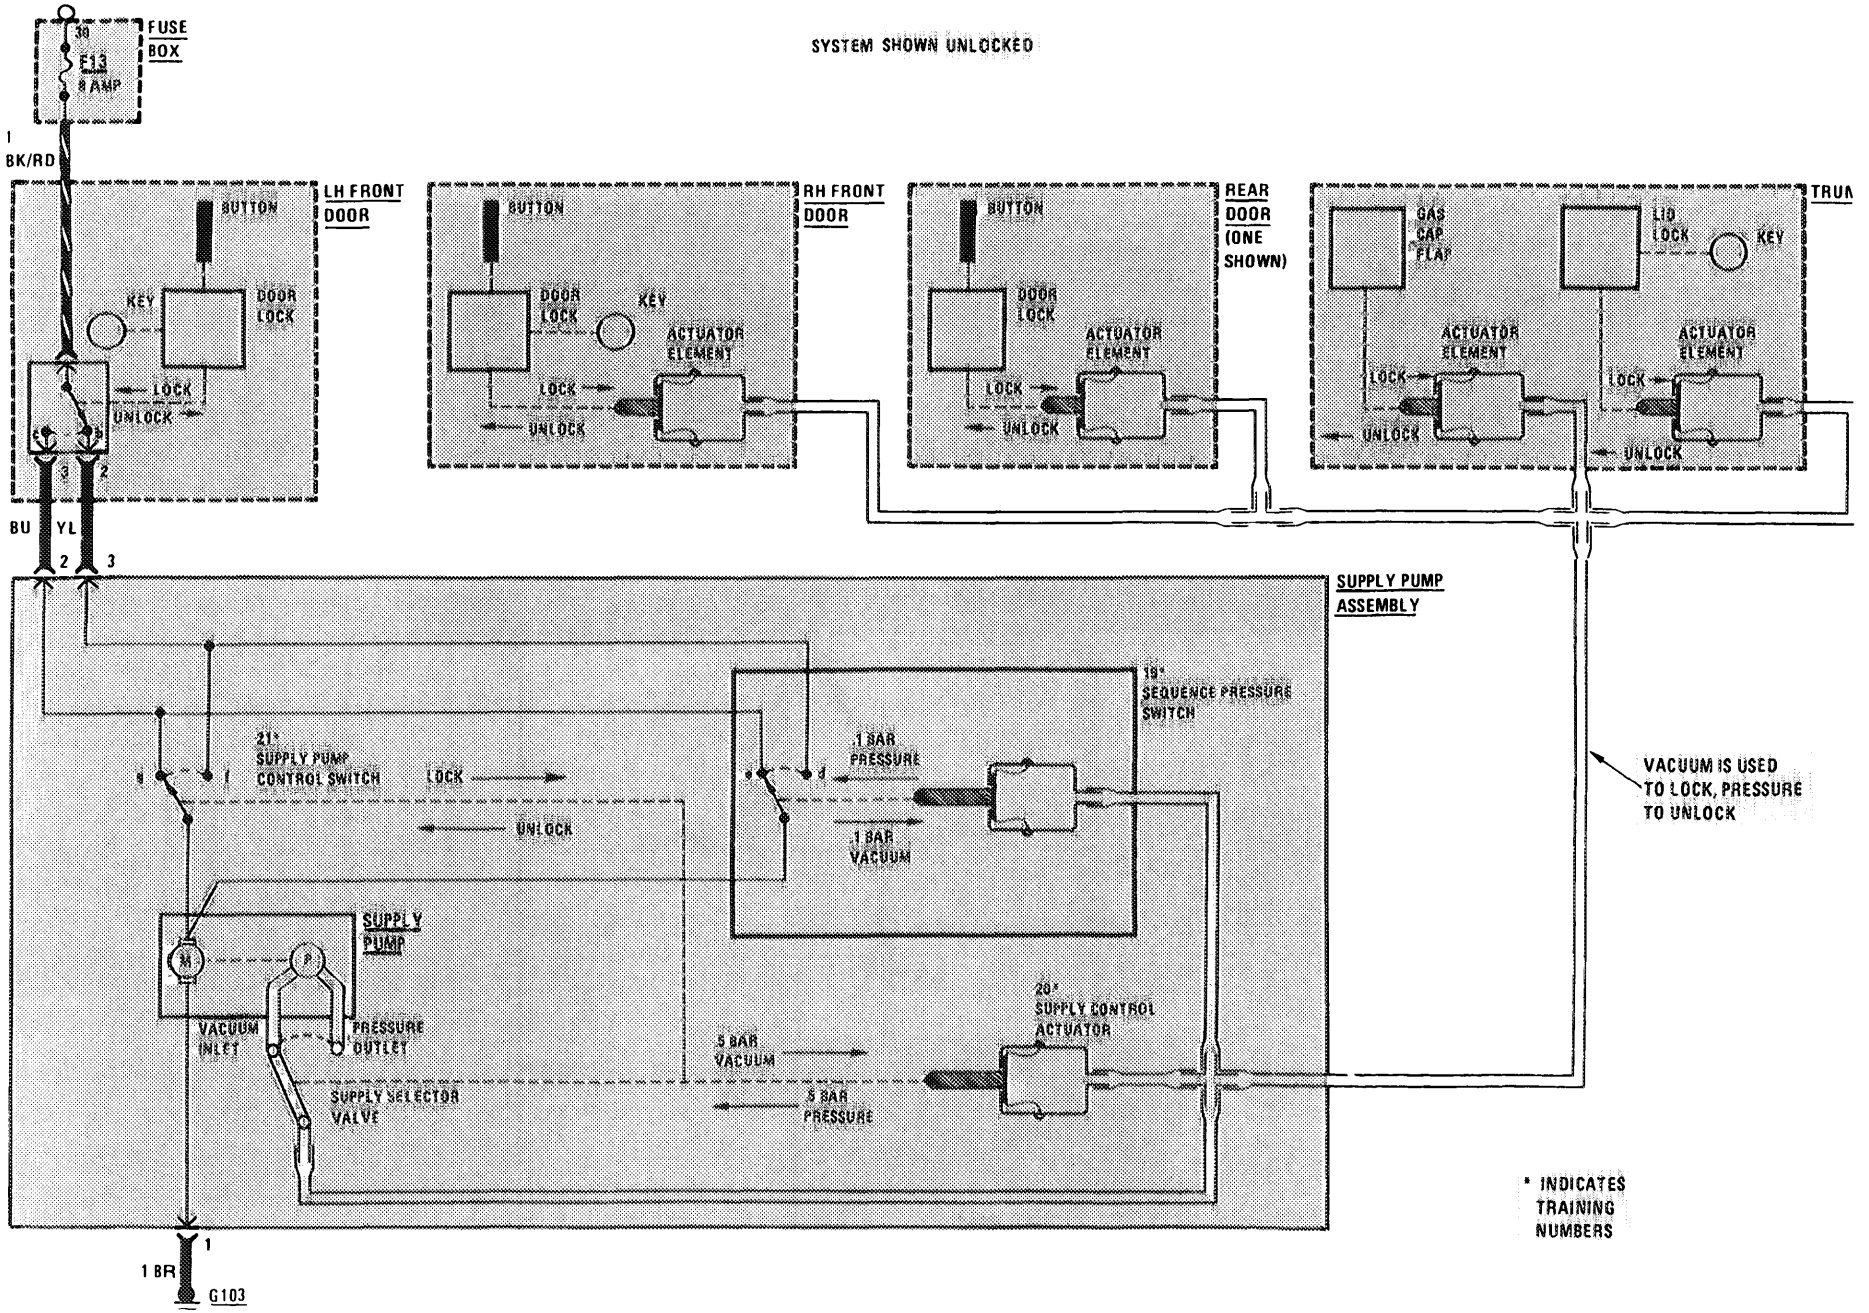 SYSTEM SHOWN UNLOCKED
FUSE
BOX
30
F13
8 AMP
1
BK/RD
LH FRONT
DOOR
BUTTON
KEY
DOOR
LOCK
LOCK
UNLOCK
c
b
3
2
BU
YL
2
3
RH FRONT
DOOR
BUTTON
DOOR
LOCK
KEY
ACTUATOR
ELEMENT
LOCK
UNLOCK
REAR
DOOR
(ONE
SHOWN)
BUTTON
DOOR
LOCK
ACTUATOR
ELEMENT
LOCK
UNLOCK
GAS
CAP
FLAP
LID
LOCK
KEY
ACTUATOR
ELEMENT
LOCK
UNLOCK
ACTUATOR
ELEMENT
LOCK
UNLOCK
SUPPLY PUMP
ASSEMBLY
19*
SEQUENCE PRESSURE
SWITCH
21*
SUPPLY PUMP
CONTROL SWITCH
LOCK
UNLOCK
d
.1 BAR
PRESSURE
.1 BAR
VACUUM
VACUUM IS USED
TO LOCK, PRESSURE
TO UNLOCK
SUPPLY
PUMP
M
P
VACUUM
INLET
PRESSURE
OUTLET
20*
SUPPLY CONTROL
ACTUATOR
.5 BAR
VACUUM
.5 BAR
PRESSURE
SUPPLY SELECTOR
VALVE
* INDICATES
TRAINING
NUMBERS
1
1 BR
G103